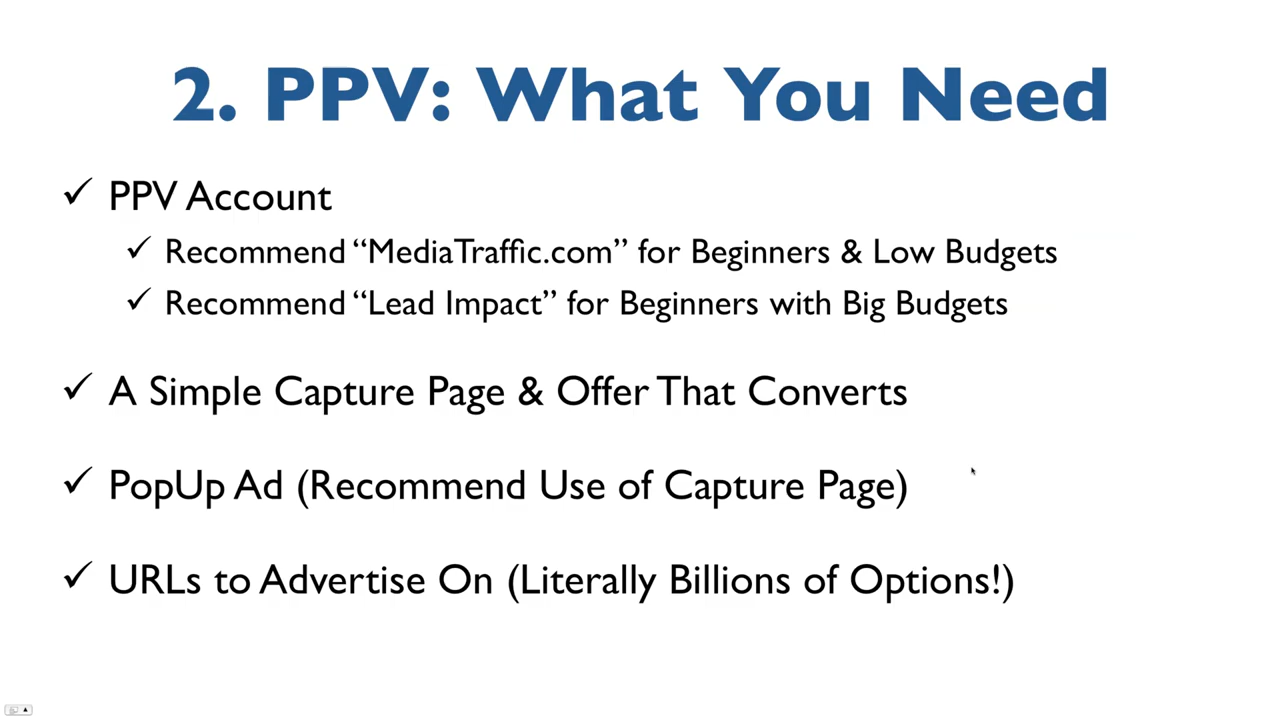 2. PPV: What You Need
✓ PPV Account
✓ Recommend “MediaTraffic.com” for Beginners & Low Budgets
✓ Recommend “Lead Impact” for Beginners with Big Budgets
✓ A Simple Capture Page & Offer That Converts
✓ PopUp Ad (Recommend Use of Capture Page)
✓ URLs to Advertise On (Literally Billions of Options!)